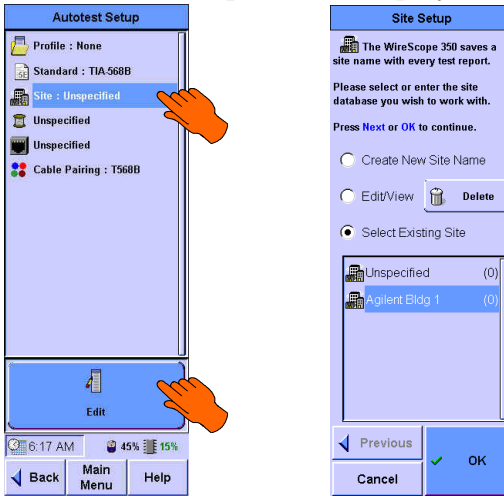 Autotest Setup
Profile : None
Standard : TIA-568B
Site : Unspecified
Unspecified
Unspecified
Cable Pairing : T568B
Edit
6:17 AM 45% 15%
Back Main Menu Help
Site Setup
The WireScope 350 saves a
site name with every test report.
Please select or enter the site
database you wish to work with.
Press Next or OK to continue.
Create New Site Name
Edit/View Delete
Select Existing Site
Unspecified (0)
Agilent Bldg 1 (0)
Previous
OK
Cancel